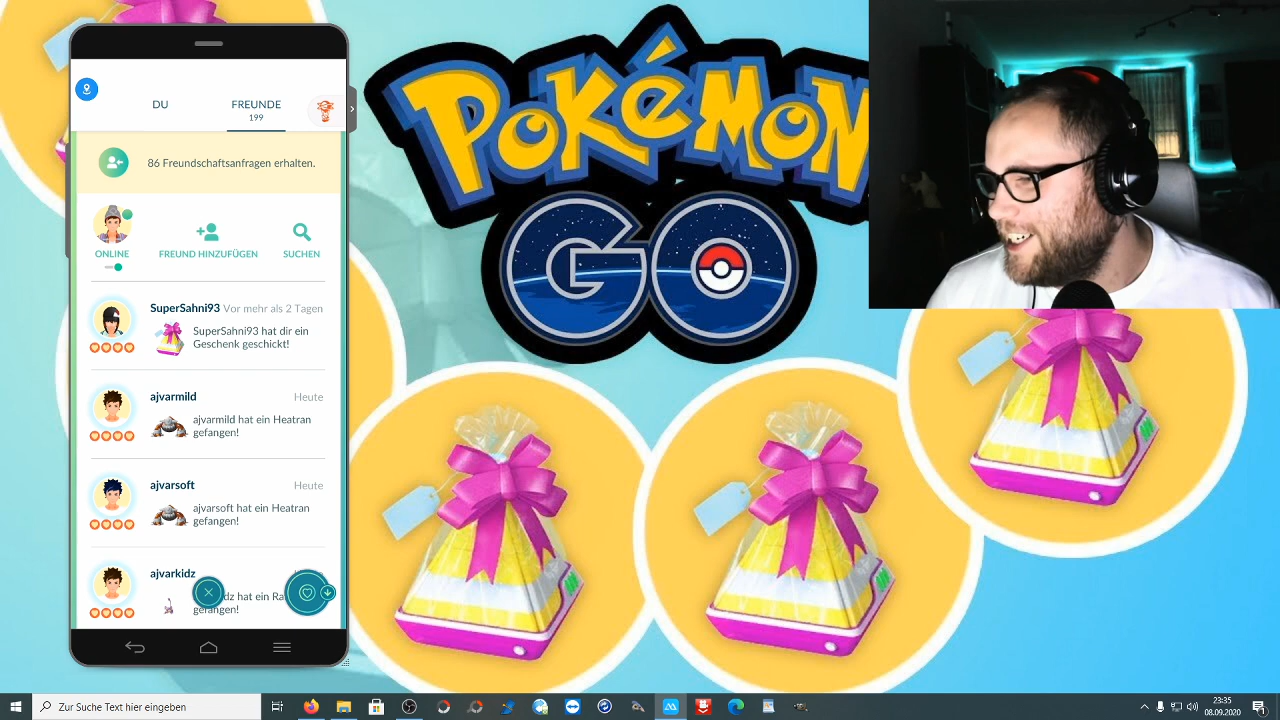 DU
FREUNDE
199
86 Freundschaftsanfragen erhalten.
ONLINE
FREUND HINZUFÜGEN
SUCHEN
SuperSahni93 Vor mehr als 2 Tagen
SuperSahni93 hat dir ein
Geschenk geschickt!
ajvarmild Heute
ajvarmild hat ein Heatran
gefangen!
ajvarsoft Heute
ajvarsoft hat ein Heatran
gefangen!
ajvarkidz
hat ein
gefangen!
POKÉMON
GO
Zur Suche Text hier eingeben
23:35
08.09.2020